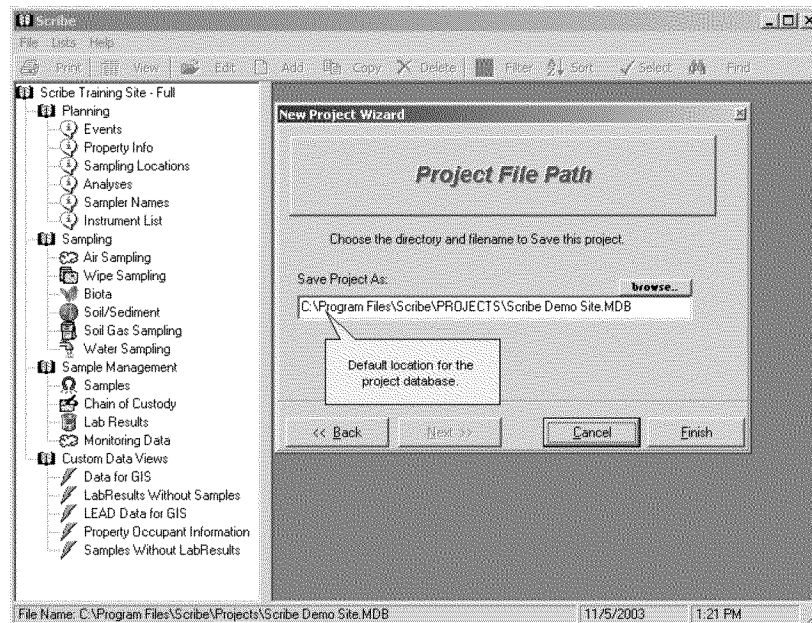 Scribe
File Lists Help
Print View Edit Add Copy Delete Filter Sort Select Find
Scribe Training Site - Full
Planning
Events
Property Info
Sampling Locations
Analyses
Sampler Names
Instrument List
Sampling
Air Sampling
Wipe Sampling
Biota
Soil/Sediment
Soil Gas Sampling
Water Sampling
Sample Management
Samples
Chain of Custody
Lab Results
Monitoring Data
Custom Data Views
Data for GIS
LabResults Without Samples
LEAD Data for GIS
Property Occupant Information
Samples Without LabResults
New Project Wizard
Project File Path
Choose the directory and filename to Save this project.
Save Project As:
browse..
C:\Program Files\Scribe\PROJECTS\Scribe Demo Site.MDB
Default location for the
project database.
<< Back Next >> Cancel Finish
File Name: C:\Program Files\Scribe\Projects\Scribe Demo Site.MDB 11/5/2003 1:21 PM